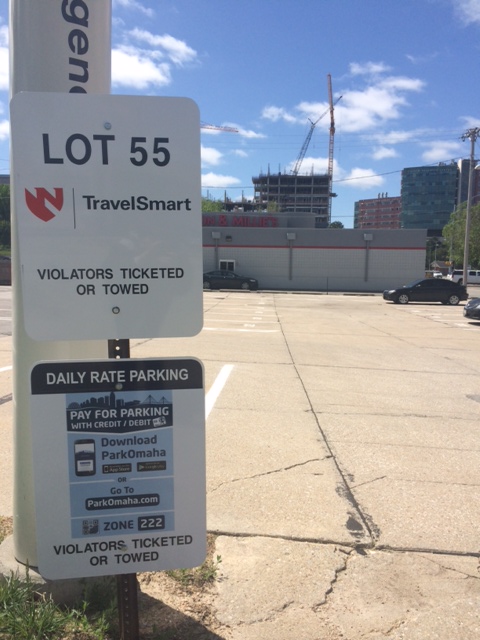 gend
LOT 55
TravelSmart
VIOLATORS TICKETED
OR TOWED
DAILY RATE PARKING
PAY FOR PARKING
WITH CREDIT / DEBIT
Download
ParkOmaha
OR
Go To
ParkOmaha.com
ZONE 222
VIOLATORS TICKETED
OR TOWED